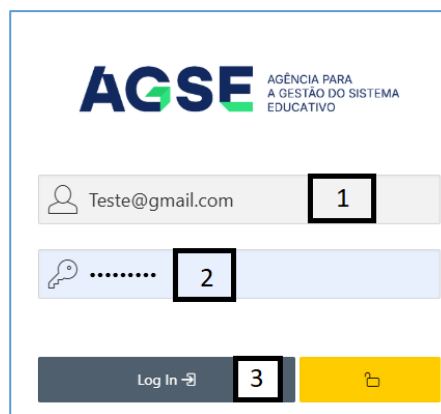 AGSE
AGÊNCIA PARA
A GESTÃO DO SISTEMA
EDUCATIVO
Teste@gmail.com 1
••••••••• 2
Log In 3